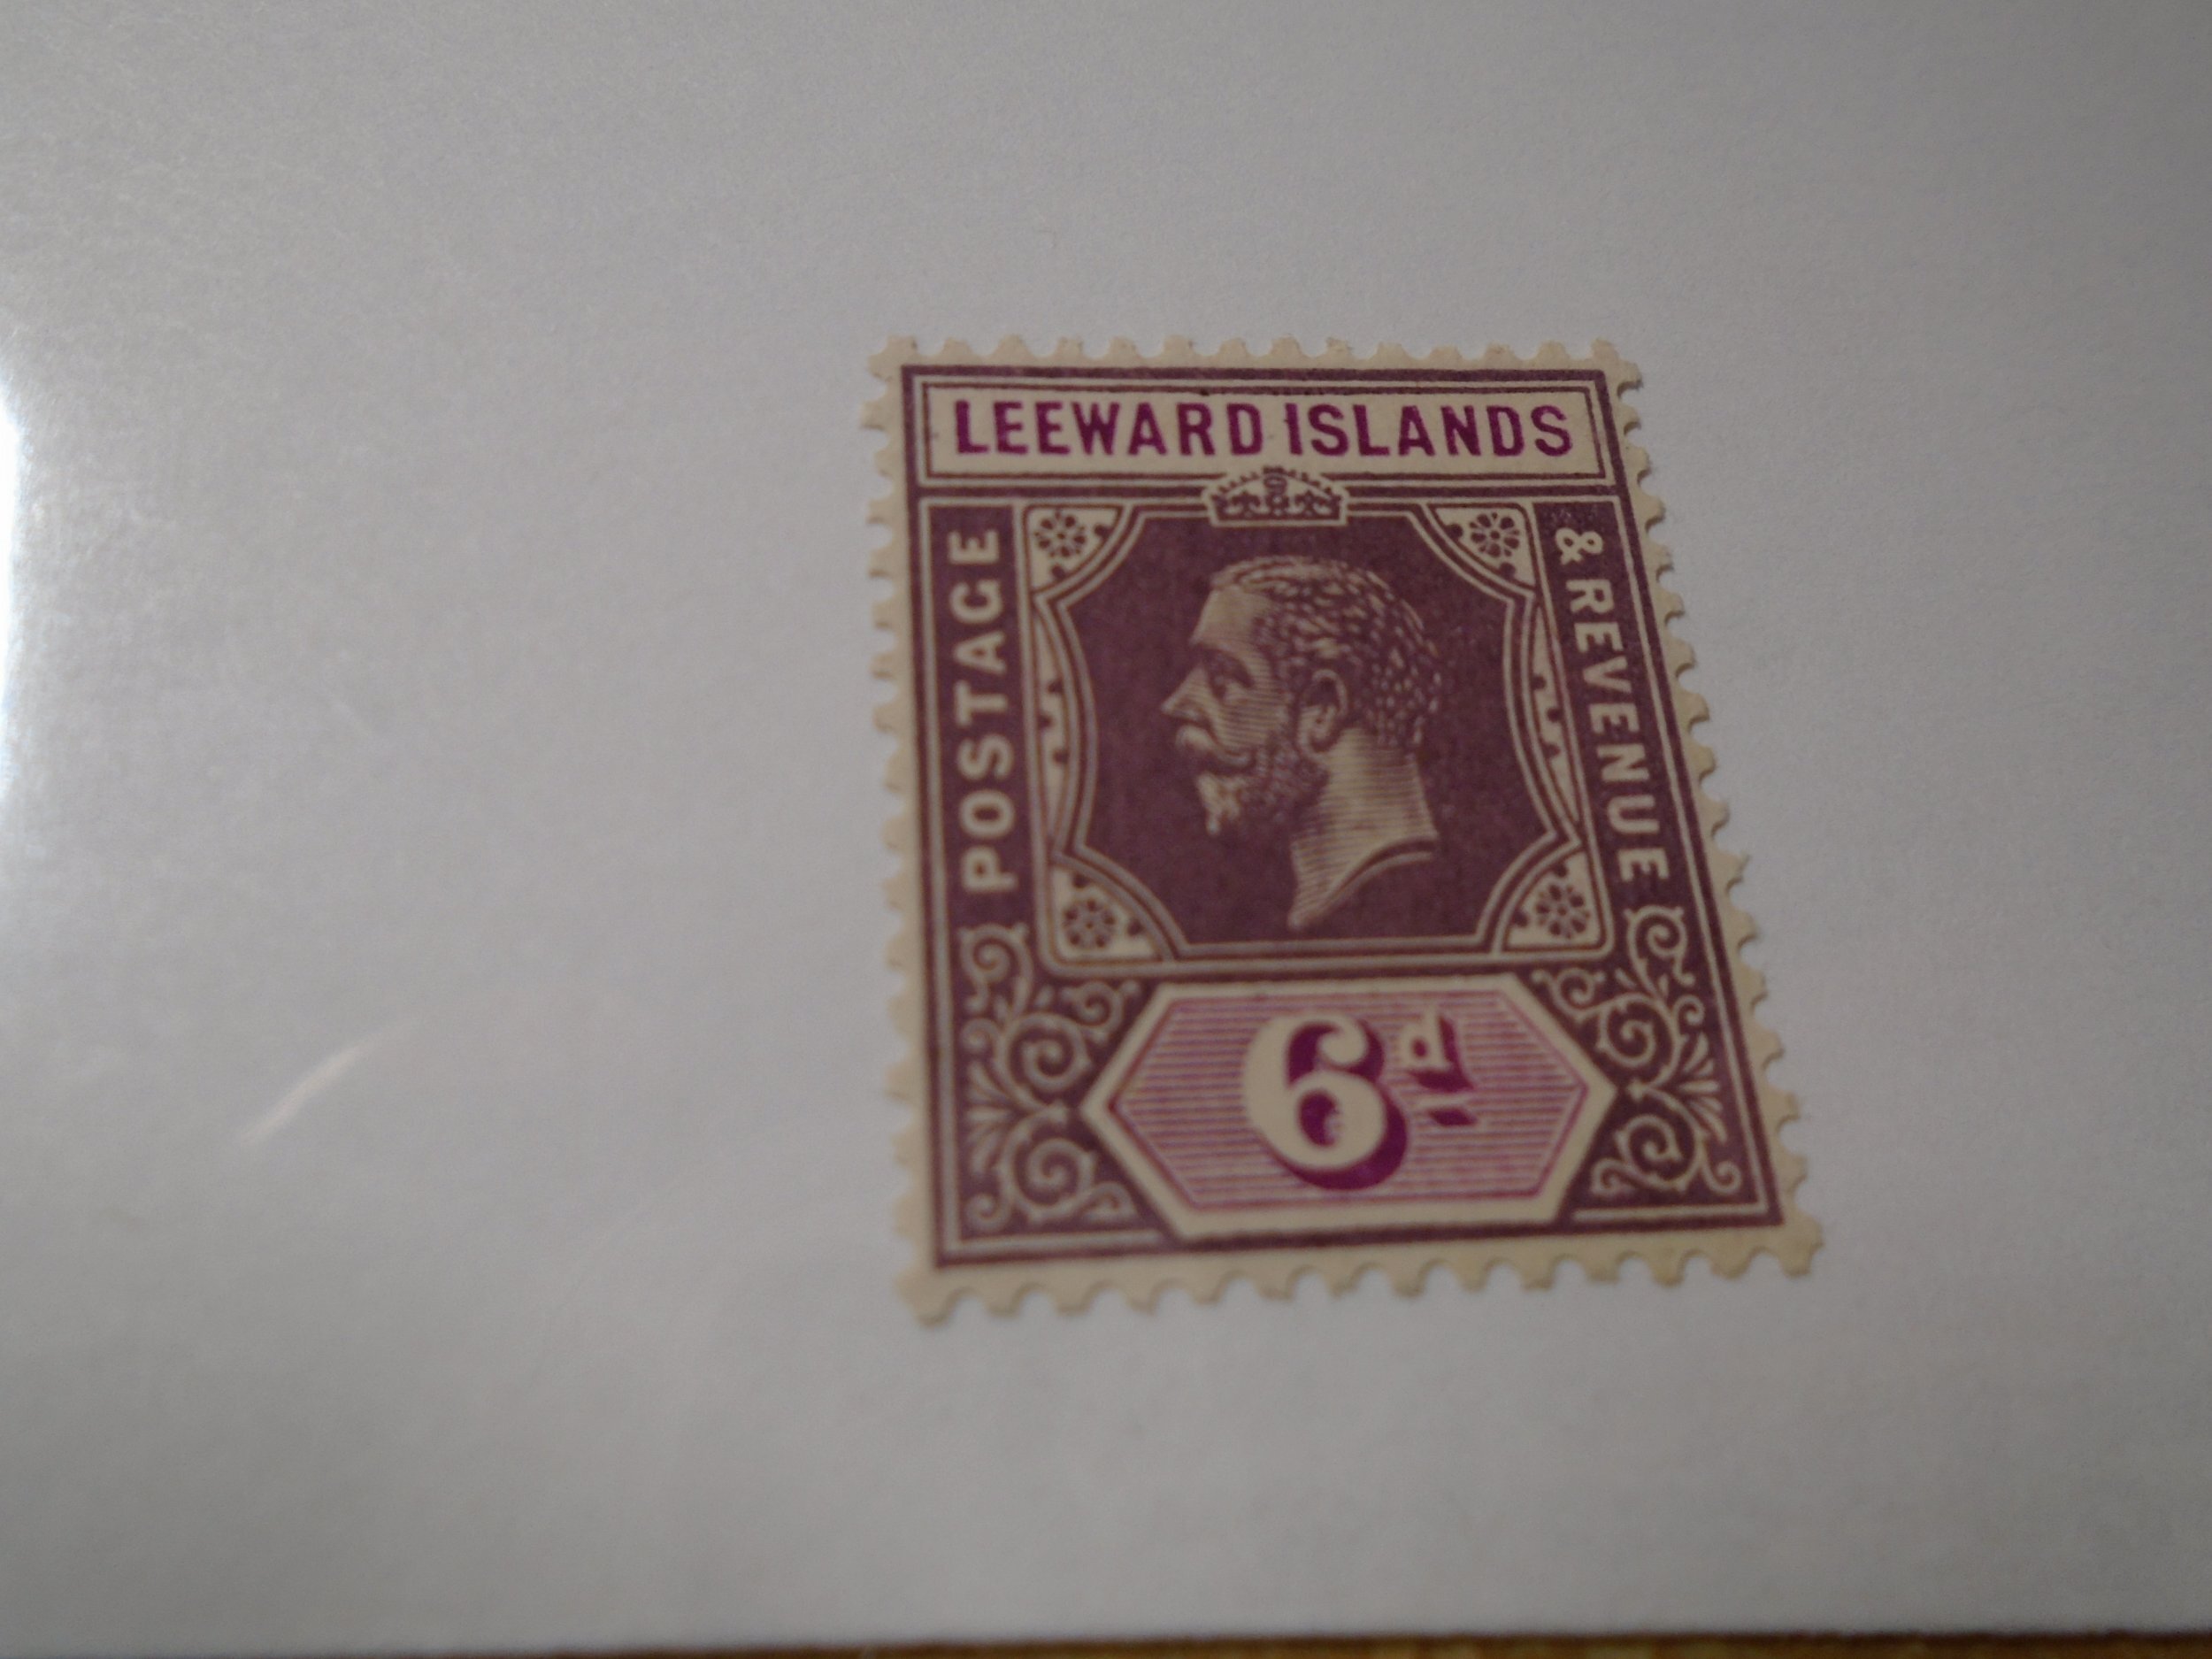 LEEWARD ISLANDS
POSTAGE
& REVENUE
6d